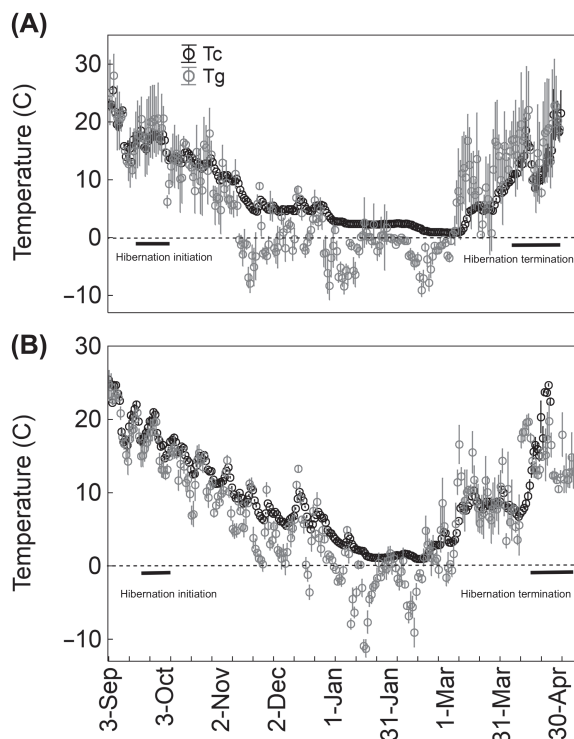 (A)
Temperature (C)
30
20
10
0
−10
Tc
Tg
Hibernation initiation
Hibernation termination
(B)
Temperature (C)
30
20
10
0
−10
Hibernation initiation
Hibernation termination
3-Sep
3-Oct
2-Nov
2-Dec
1-Jan
31-Jan
1-Mar
31-Mar
30-Apr